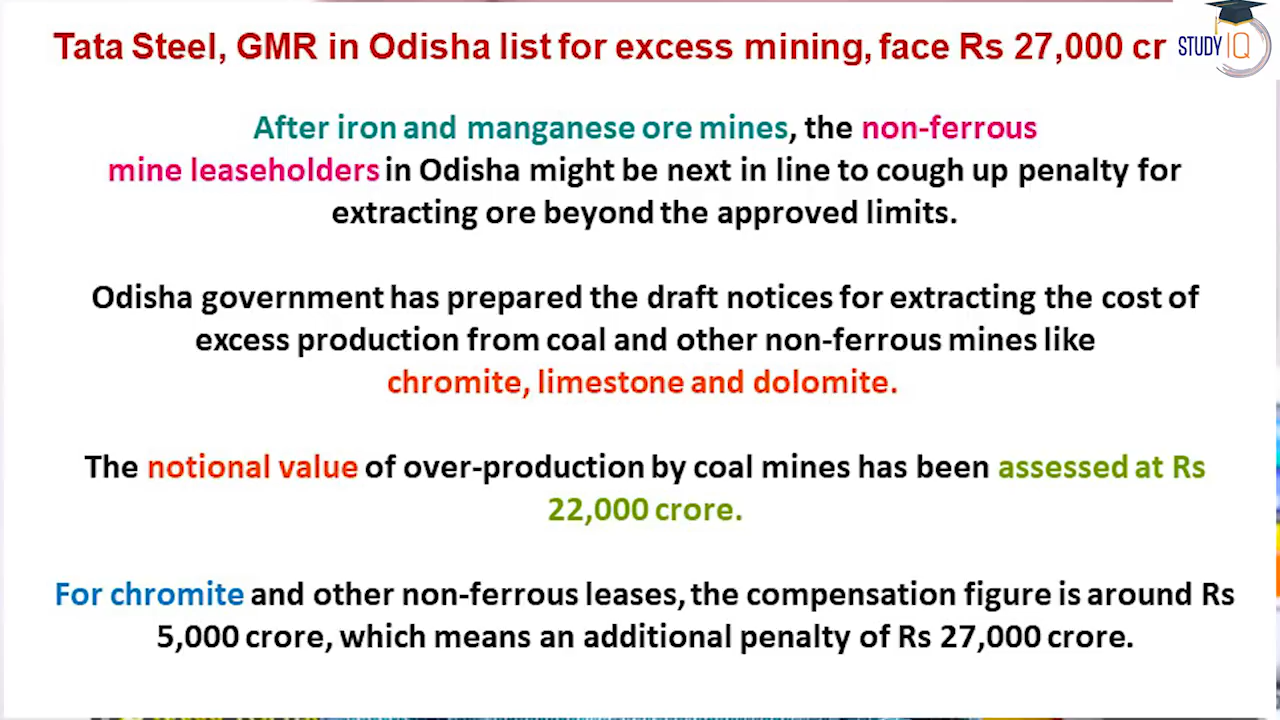 Tata Steel, GMR in Odisha list for excess mining, face Rs 27,000 cr
STUDY IQ
After iron and manganese ore mines, the non-ferrous
mine leaseholders in Odisha might be next in line to cough up penalty for
extracting ore beyond the approved limits.
Odisha government has prepared the draft notices for extracting the cost of
excess production from coal and other non-ferrous mines like
chromite, limestone and dolomite.
The notional value of over-production by coal mines has been assessed at Rs
22,000 crore.
For chromite and other non-ferrous leases, the compensation figure is around Rs
5,000 crore, which means an additional penalty of Rs 27,000 crore.